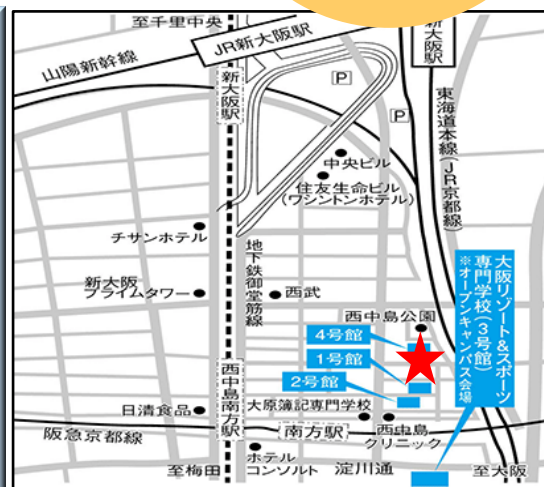 至千里中央
JR新大阪駅
新大阪駅
山陽新幹線
新大阪駅
P
P
東海道本線(JR京都線)
中央ビル
住友生命ビル
(ワシントンホテル)
チサンホテル
地下鉄御堂筋線
新大阪
プライムタワー
西武
大阪リゾート&スポーツ
専門学校(3号館)
※オープンキャンパス会場
西中島公園
4号館
1号館
2号館
西中島南方駅
日清食品
大原簿記専門学校
西中島
クリニック
阪急京都線
南方駅
ホテル
コンソルト
淀川通
至梅田
至大阪